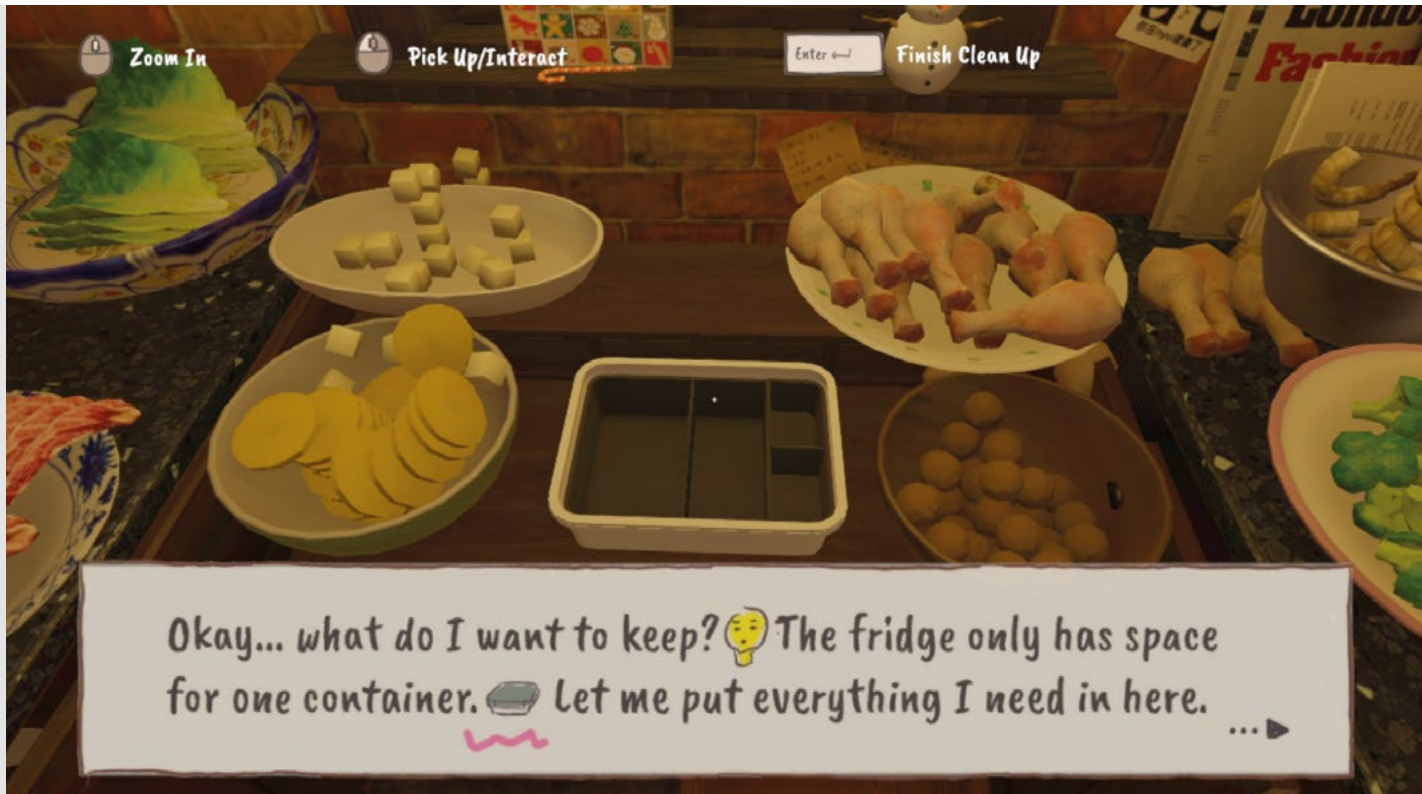 Zoom In
Pick Up/Interact
Enter
Finish Clean Up
London
Fashion
Okay... what do I want to keep? The fridge only has space
for one container. Let me put everything I need in here.
...